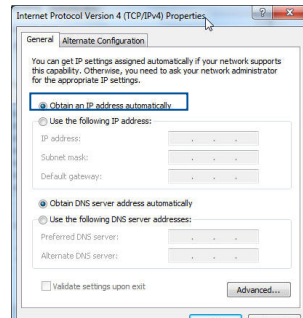 Internet Protocol Version 4 (TCP/IPv4) Properties
General
Alternate Configuration
You can get IP settings assigned automatically if your network supports
this capability. Otherwise, you need to ask your network administrator
for the appropriate IP settings.
Obtain an IP address automatically
Use the following IP address:
IP address:
Subnet mask:
Default gateway:
Obtain DNS server address automatically
Use the following DNS server addresses:
Preferred DNS server:
Alternate DNS server:
Validate settings upon exit
Advanced...